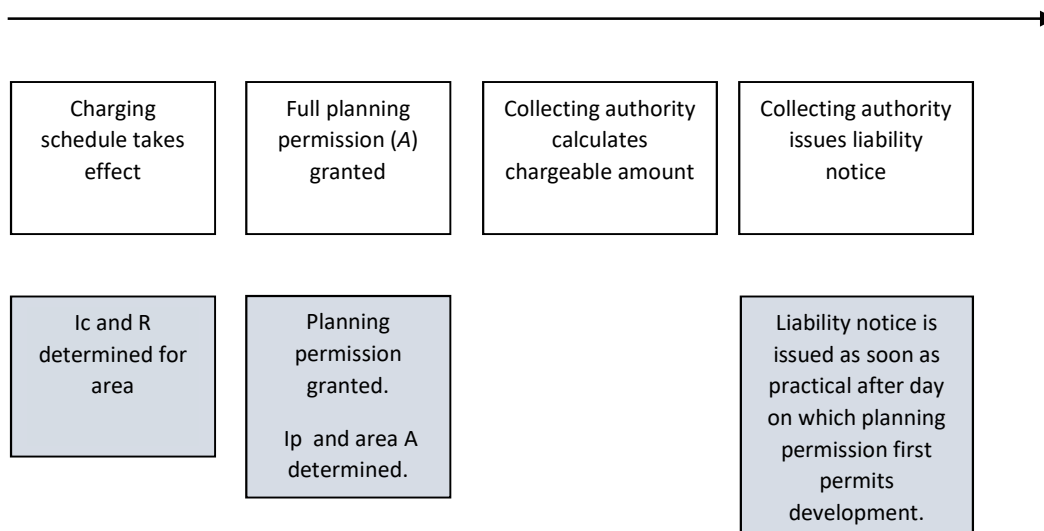 Charging
schedule takes
effect
Full planning
permission (A)
granted
Collecting authority
calculates
chargeable amount
Collecting authority
issues liability
notice
Ic and R
determined for
area
Planning
permission
granted.
Ip and area A
determined.
Liability notice is
issued as soon as
practical after day
on which planning
permission first
permits
development.